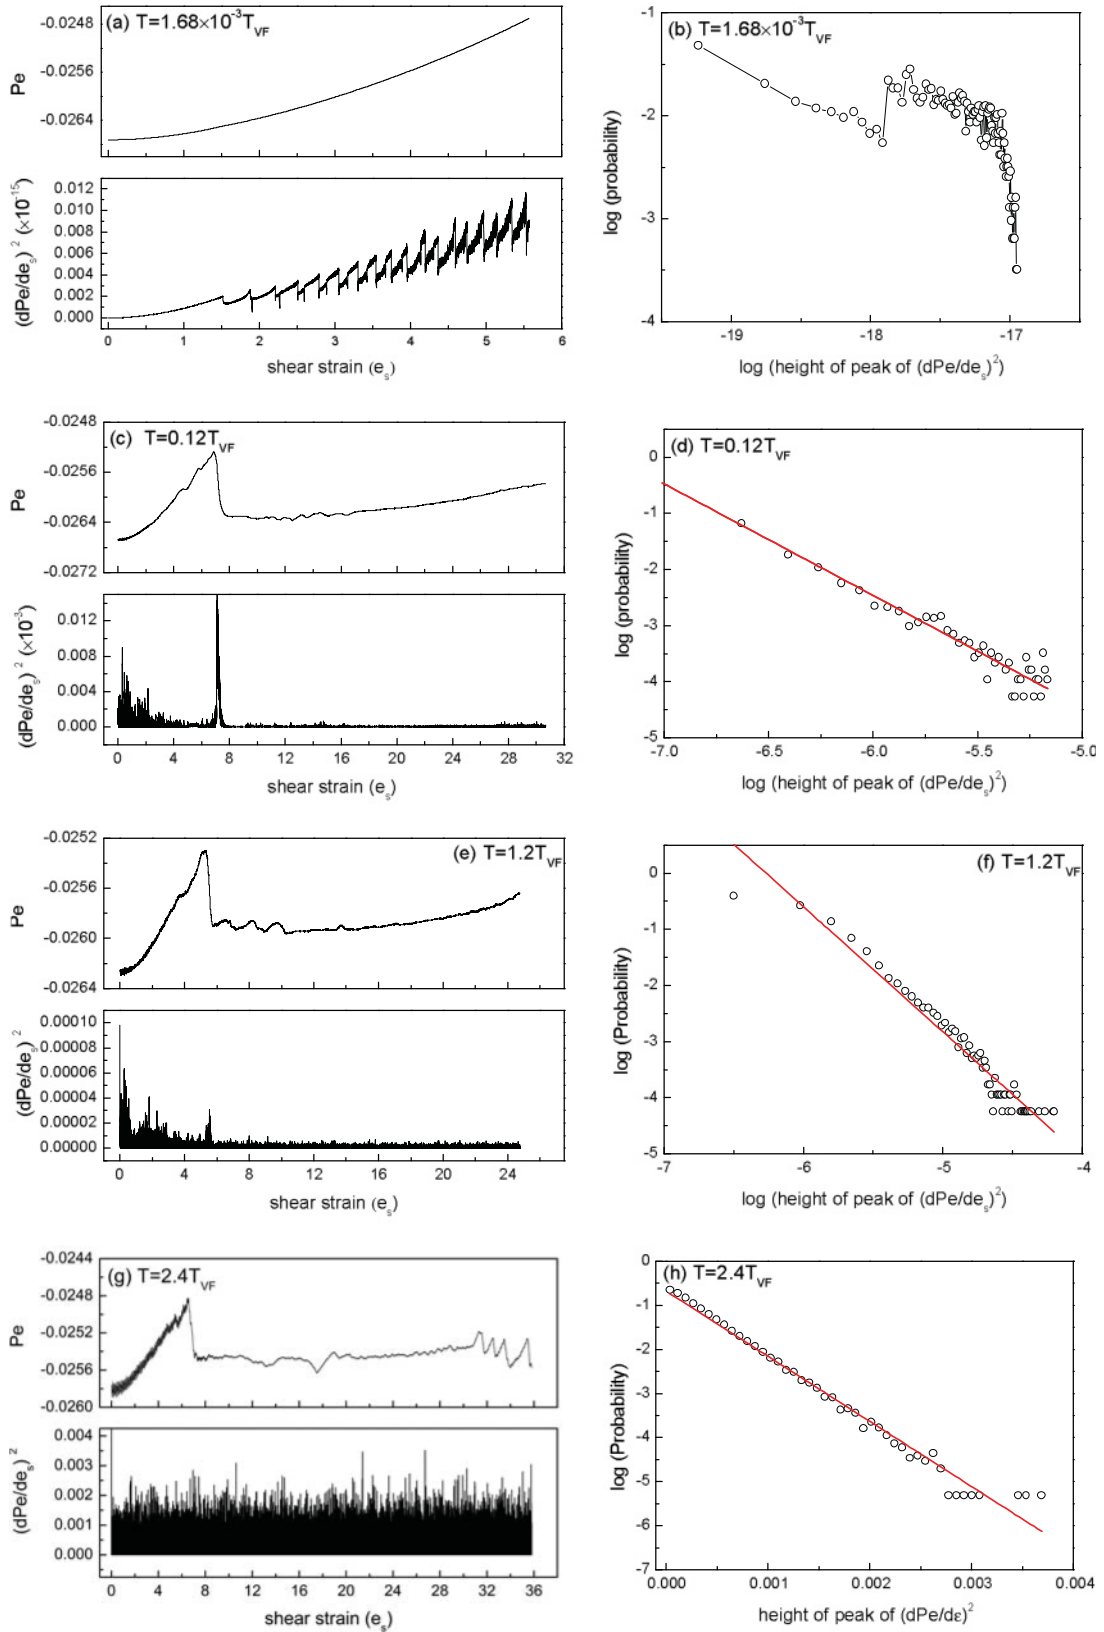 (a) T=1.68×10⁻³T_VF
Pe
-0.0248
-0.0256
-0.0264
(dPe/de_s)² (×10⁻¹⁵)
0.012
0.010
0.008
0.006
0.004
0.002
0.000
0 1 2 3 4 5 6
shear strain (e_s)
(b) T=1.68×10⁻³T_VF
log (probability)
-1
-2
-3
-4
-19 -18 -17
log (height of peak of (dPe/de_s)²)
(c) T=0.12T_VF
Pe
-0.0248
-0.0256
-0.0264
-0.0272
(dPe/de_s)² (×10⁻³)
0.012
0.008
0.004
0.000
0 4 8 12 16 20 24 28 32
shear strain (e_s)
(d) T=0.12T_VF
log (probability)
0
-1
-2
-3
-4
-5
-7.0 -6.5 -6.0 -5.5 -5.0
log (height of peak of (dPe/de_s)²)
(e) T=1.2T_VF
Pe
-0.0252
-0.0256
-0.0260
-0.0264
(dPe/de_s)²
0.00010
0.00008
0.00006
0.00004
0.00002
0.00000
0 4 8 12 16 20 24
shear strain (e_s)
(f) T=1.2T_VF
log (Probability)
0
-1
-2
-3
-4
-5
-7 -6 -5 -4
log (height of peak of (dPe/de_s)²)
(g) T=2.4T_VF
Pe
-0.0244
-0.0248
-0.0252
-0.0256
-0.0260
(dPe/de_s)²
0.004
0.003
0.002
0.001
0.000
0 4 8 12 16 20 24 28 32 36
shear strain (e_s)
(h) T=2.4T_VF
log (Probability)
0
-1
-2
-3
-4
-5
-6
-7
0.000 0.001 0.002 0.003 0.004
height of peak of (dPe/dε)²